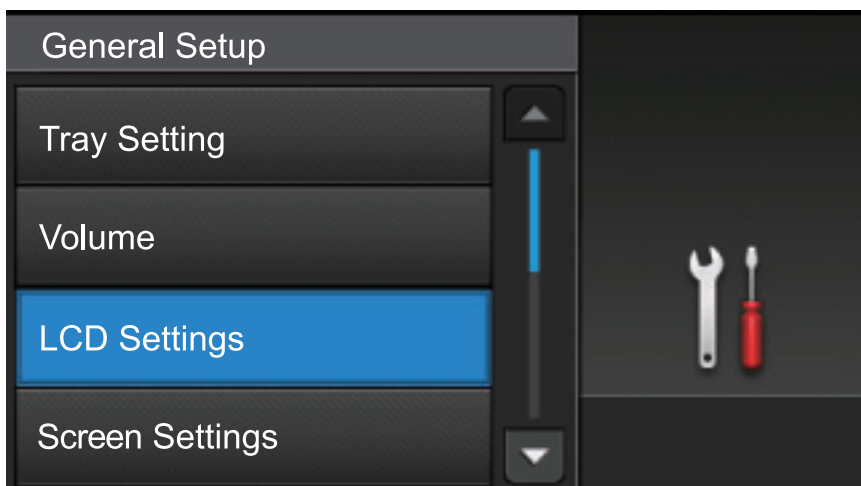 General Setup
Tray Setting
Volume
LCD Settings
Screen Settings